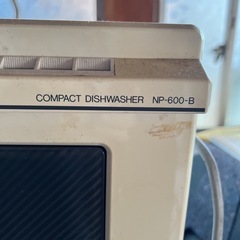 COMPACT DISHWASHER NP-600-B